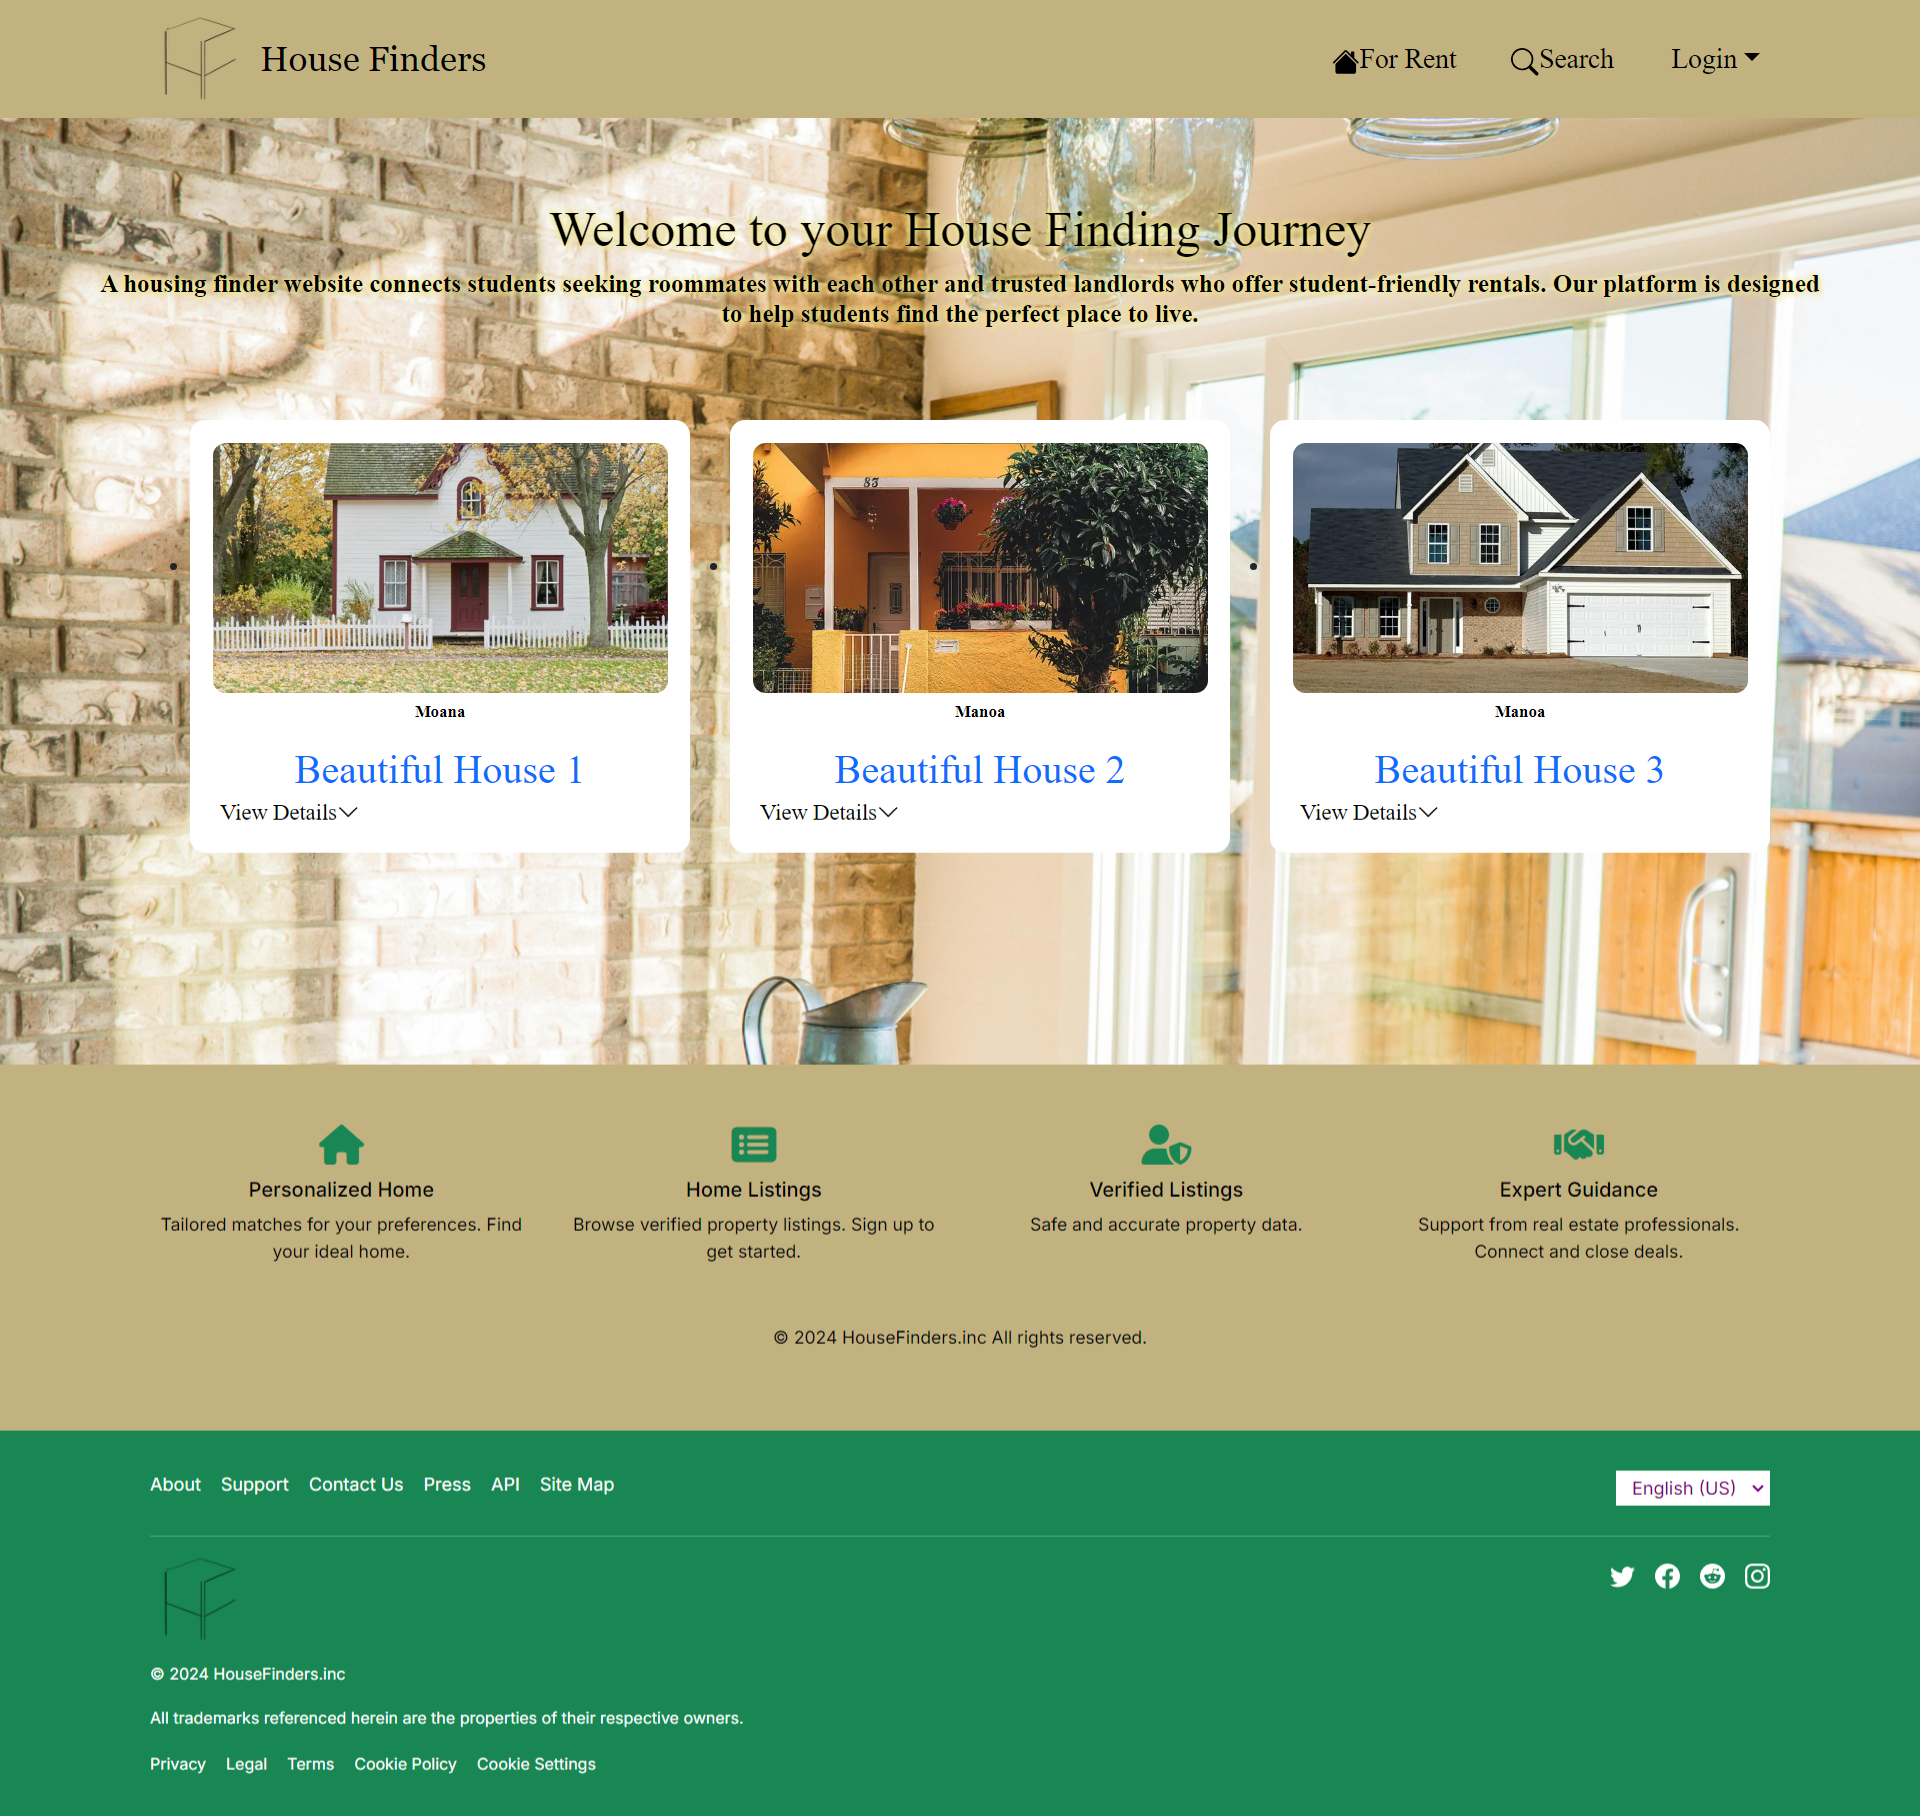 House Finders
For Rent
Search
Login
Welcome to your House Finding Journey
A housing finder website connects students seeking roommates with each other and trusted landlords who offer student-friendly rentals. Our platform is designed
to help students find the perfect place to live.
83
Moana
Beautiful House 1
View Details
Manoa
Beautiful House 2
View Details
Manoa
Beautiful House 3
View Details
Personalized Home
Tailored matches for your preferences. Find
your ideal home.
Home Listings
Browse verified property listings. Sign up to
get started.
Verified Listings
Safe and accurate property data.
Expert Guidance
Support from real estate professionals.
Connect and close deals.
© 2024 HouseFinders.inc All rights reserved.
About Support Contact Us Press API Site Map
English (US)
© 2024 HouseFinders.inc
All trademarks referenced herein are the properties of their respective owners.
Privacy Legal Terms Cookie Policy Cookie Settings